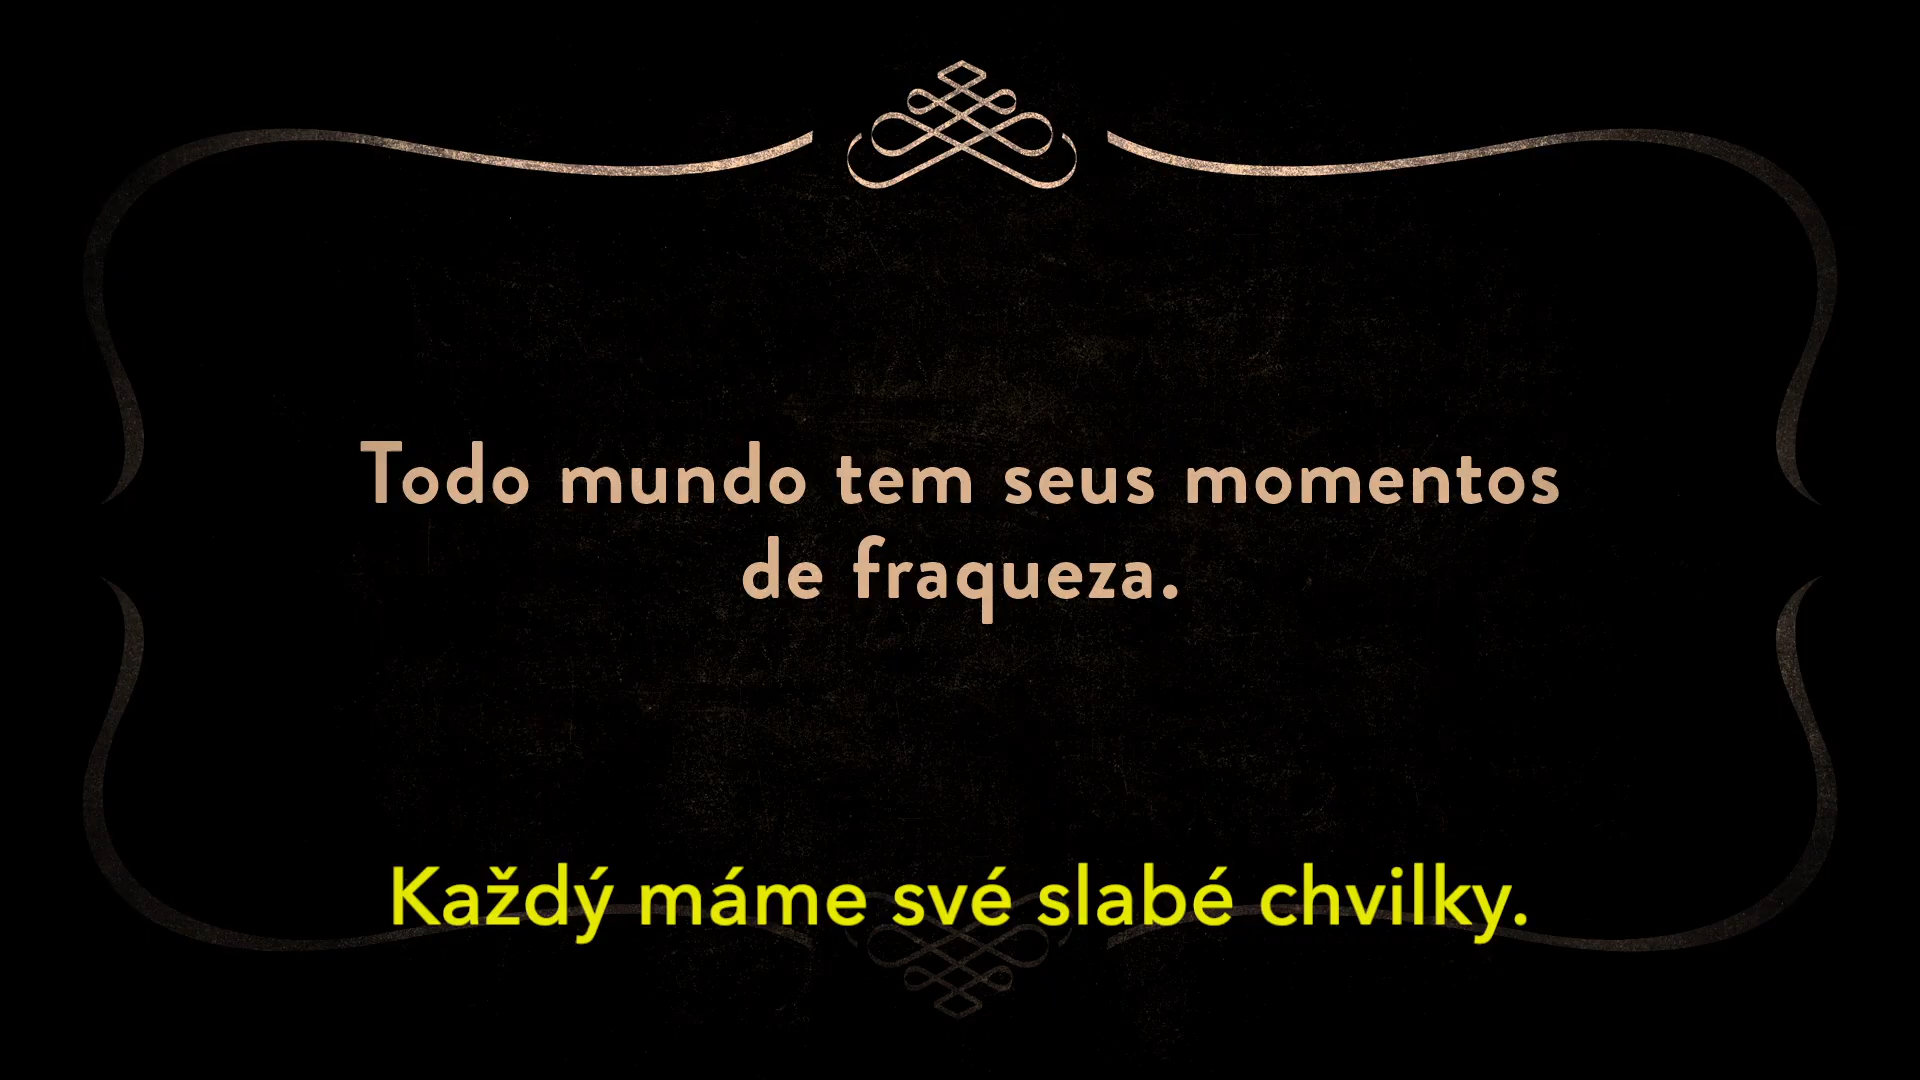 Todo mundo tem seus momentos
de fraqueza.
Každý máme své slabé chvilky.